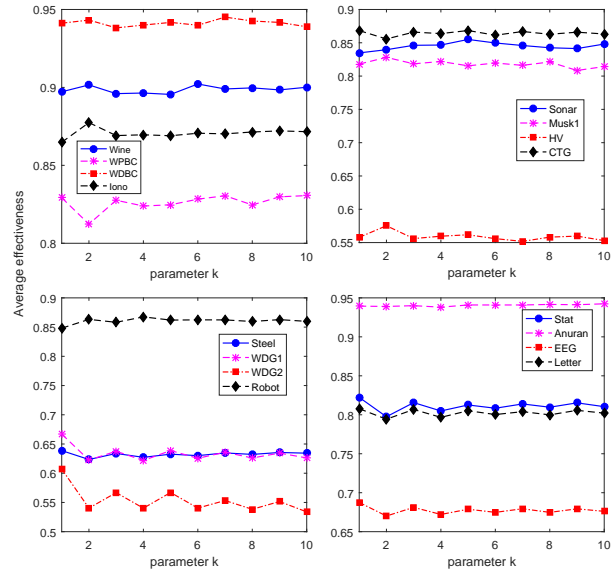 Average effectiveness
0.95
0.9
0.85
0.8
Wine
WPBC
WDBC
Iono
2 4 6 8 10
parameter k
0.9
0.85
0.8
0.75
0.7
0.65
0.6
0.55
Sonar
Musk1
HV
CTG
2 4 6 8 10
parameter k
0.9
0.85
0.8
0.75
0.7
0.65
0.6
0.55
0.5
Steel
WDG1
WDG2
Robot
2 4 6 8 10
parameter k
0.95
0.9
0.85
0.8
0.75
0.7
0.65
Stat
Anuran
EEG
Letter
2 4 6 8 10
parameter k